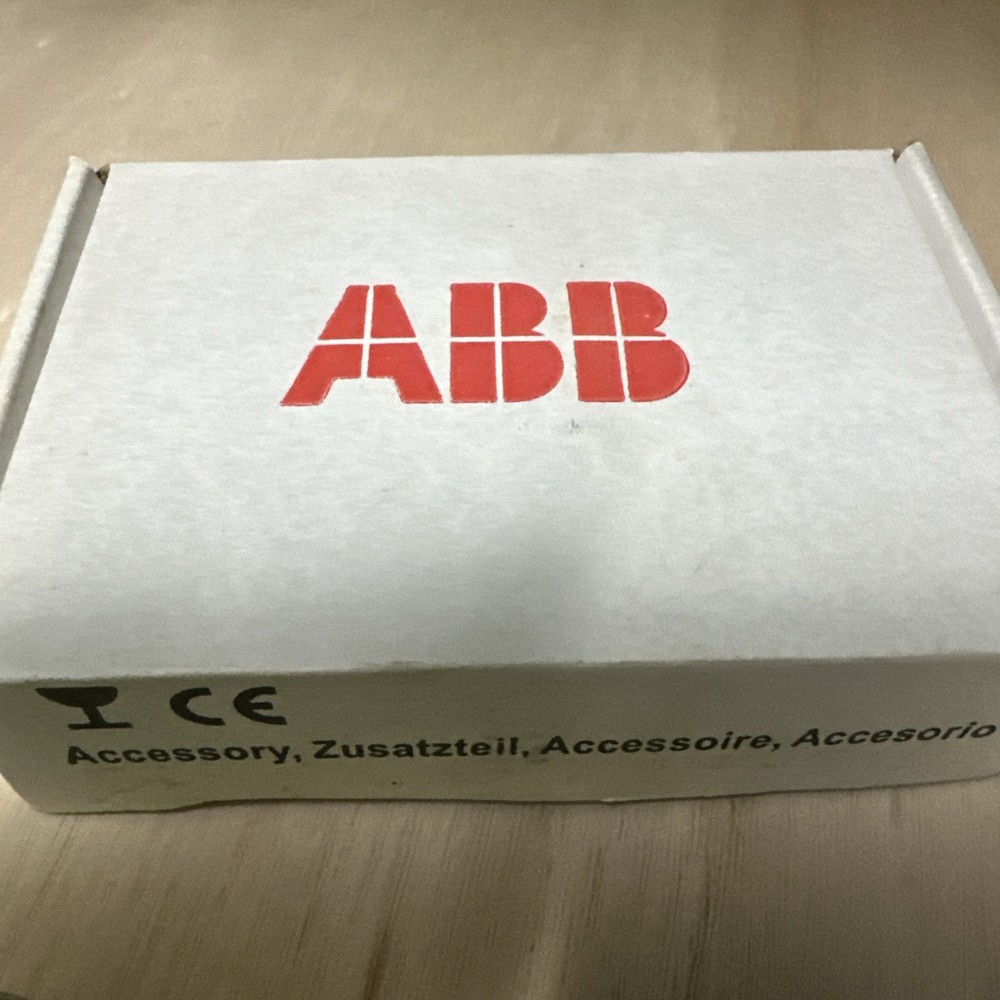 ABB
CE
Accessory, Zusatzteil, Accessoire, Accesorio